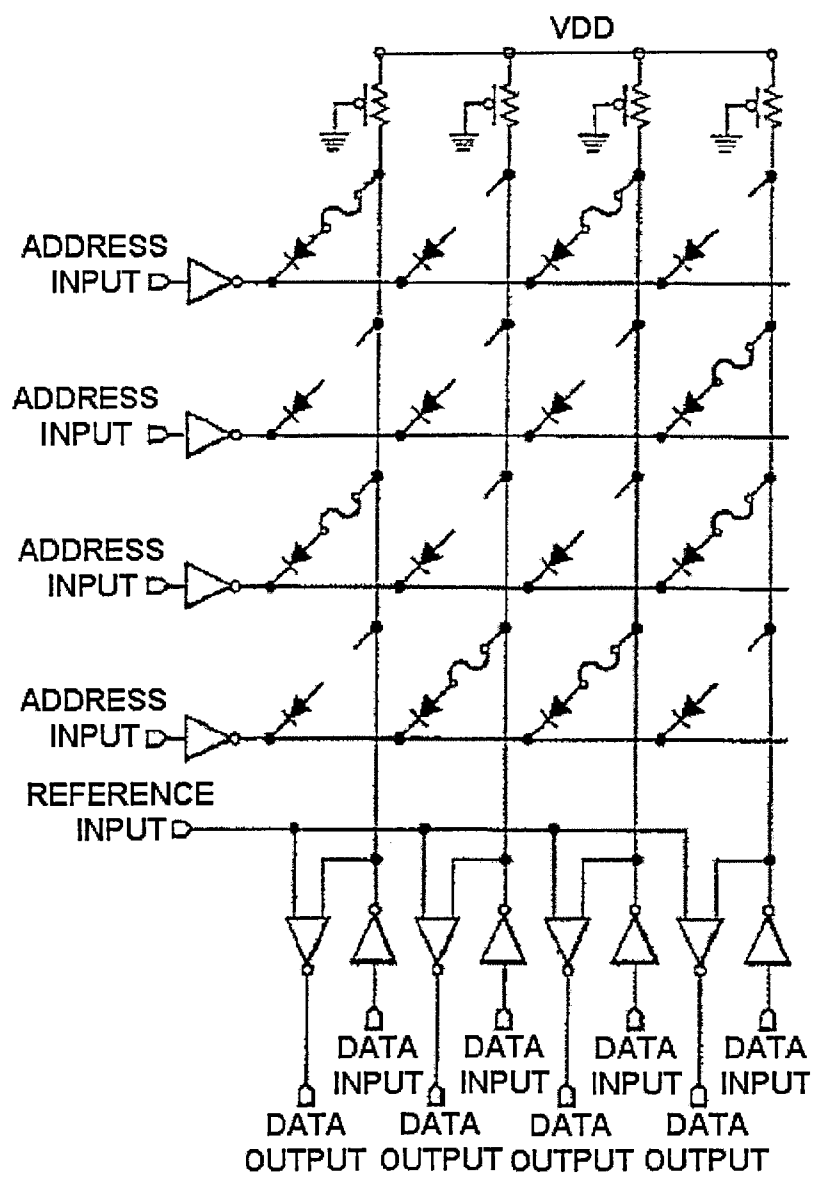 VDD
ADDRESS
INPUT
ADDRESS
INPUT
ADDRESS
INPUT
ADDRESS
INPUT
REFERENCE
INPUT
DATA DATA DATA DATA
INPUT INPUT INPUT INPUT
DATA DATA DATA DATA
OUTPUT OUTPUT OUTPUT OUTPUT